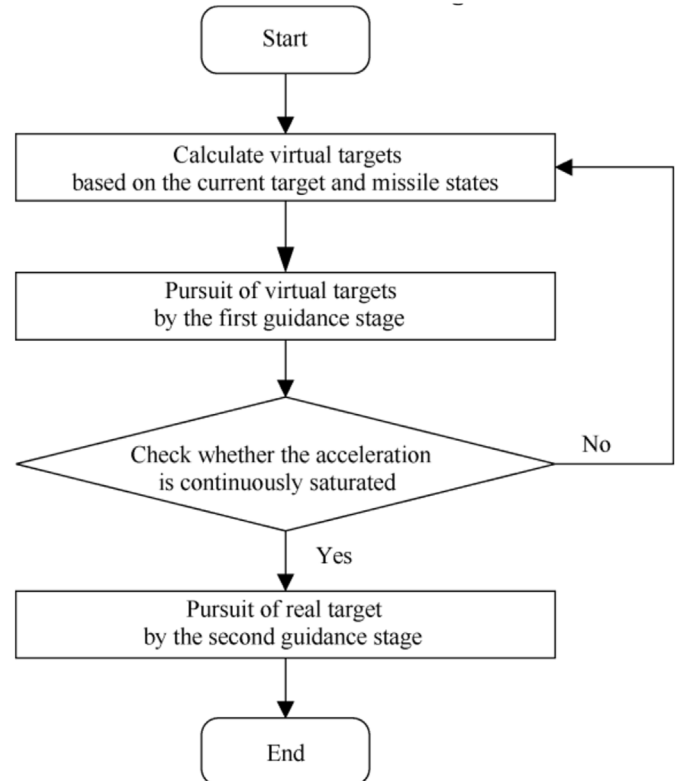 Start
Calculate virtual targets
based on the current target and missile states
Pursuit of virtual targets
by the first guidance stage
Check whether the acceleration
is continuously saturated
No
Yes
Pursuit of real target
by the second guidance stage
End